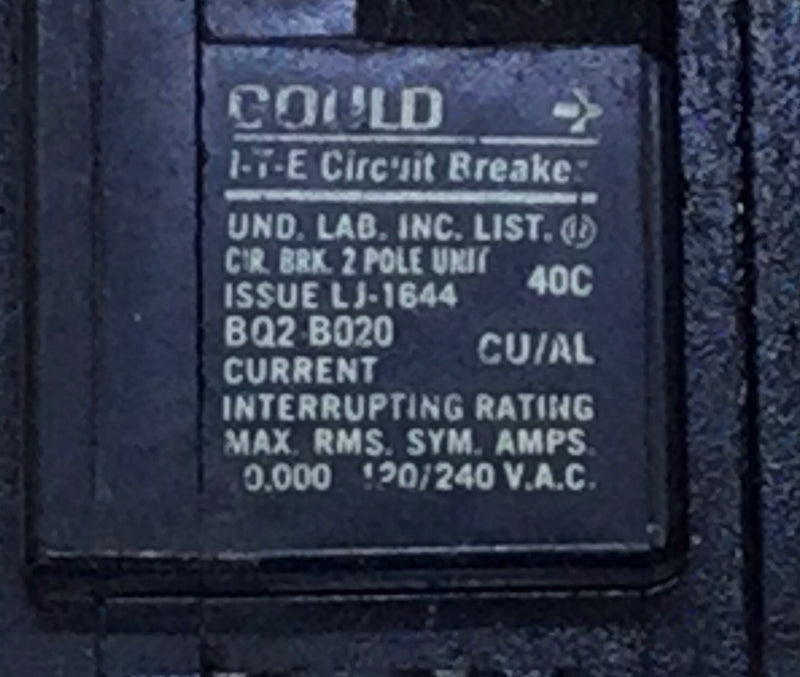 GOULD
I-T-E Circuit Breaker
UND. LAB. INC. LIST.
CIR. BRK. 2 POLE UNIT
40C
ISSUE LJ-1644
BQ2 B020
CU/AL
CURRENT
INTERRUPTING RATING
MAX. RMS. SYM. AMPS.
120/240 V.A.C.